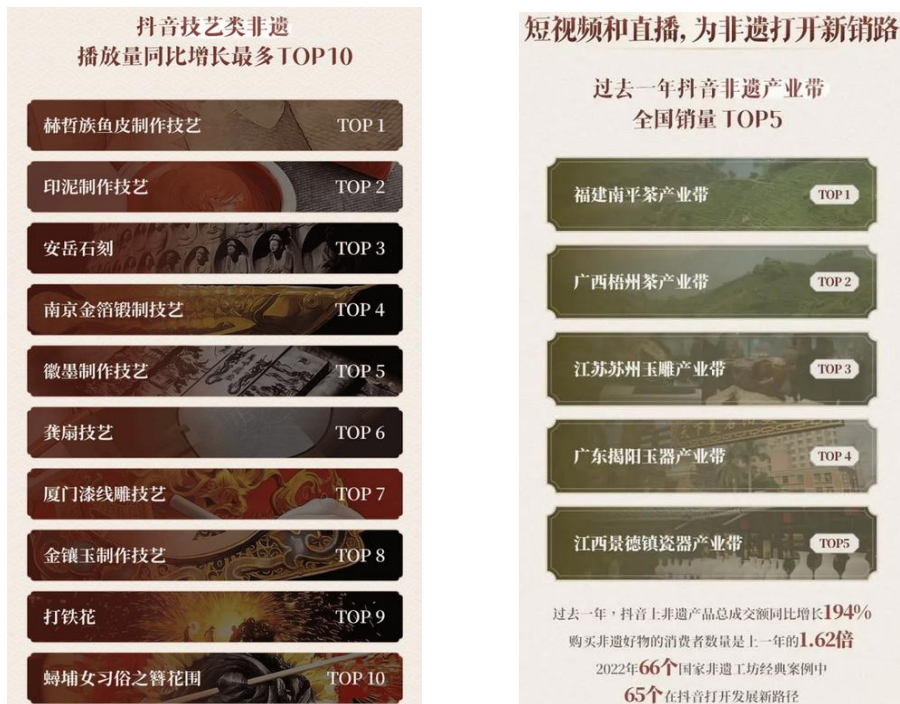 抖音技艺类非遗
播放量同比增长最多TOP10
赫哲族鱼皮制作技艺 TOP 1
印泥制作技艺 TOP 2
安岳石刻 TOP 3
南京金箔锻制技艺 TOP 4
徽墨制作技艺 TOP 5
龚扇技艺 TOP 6
厦门漆线雕技艺 TOP 7
金镶玉制作技艺 TOP 8
打铁花 TOP 9
蟳埔女习俗之簪花围 TOP 10
短视频和直播，为非遗打开新销路
过去一年抖音非遗产业带
全国销量 TOP5
福建南平茶产业带 TOP 1
广西梧州茶产业带 TOP 2
江苏苏州玉雕产业带 TOP 3
广东揭阳玉器产业带 TOP 4
江西景德镇瓷器产业带 TOP5
过去一年，抖音上非遗产品总成交额同比增长194%
购买非遗好物的消费者数量是上一年的1.62倍
2022年66个国家非遗工坊经典案例中
65个在抖音打开发展新路径